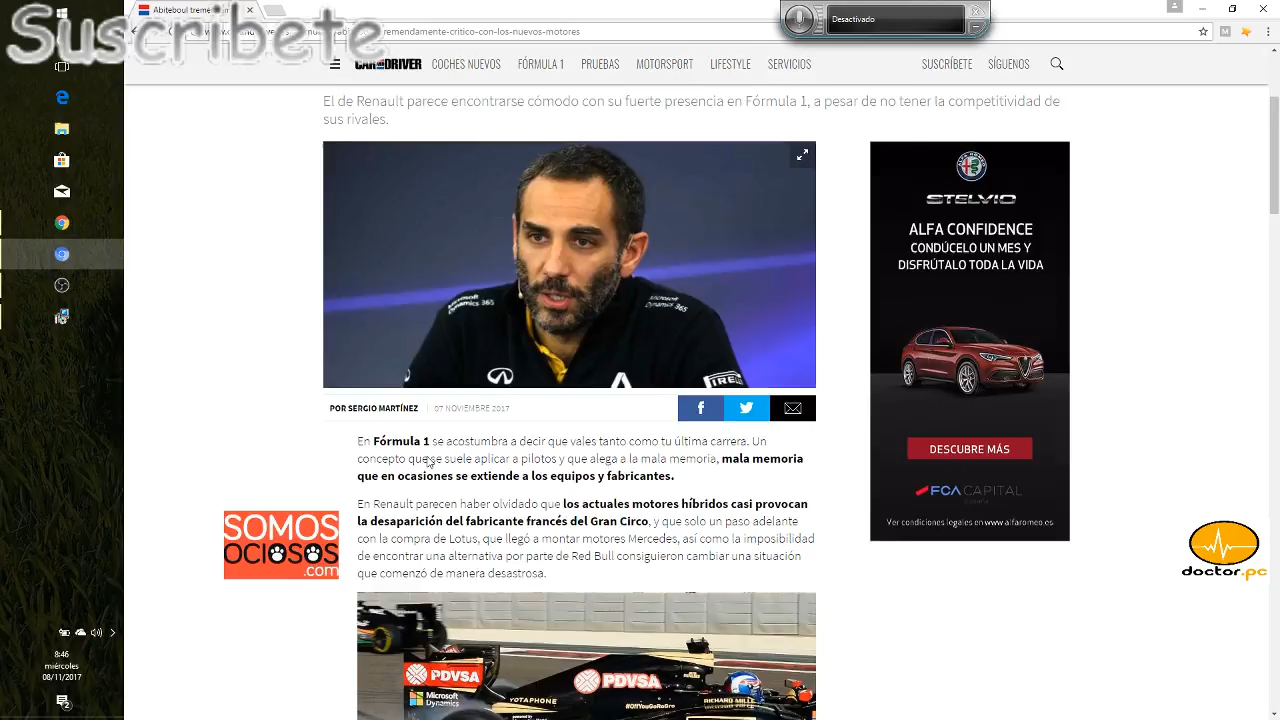 Abiteboul treme
Desactivado
Suscribete
tremendamente-critico-con-los-nuevos-motores
CAR DRIVER
COCHES NUEVOS
FÓRMULA 1
PRUEBAS
MOTORSPORT
LIFESTYLE
SERVICIOS
SUSCRÍBETE
SÍGUENOS
El de Renault parece encontrarse cómodo con su fuerte presencia en Fórmula 1, a pesar de no tener la competitividad de
sus rivales.
Microsoft
Dynamics 365
Microsoft
Dynamics 365
STELVIO
ALFA CONFIDENCE
CONDÚCELO UN MES Y
DISFRÚTALO TODA LA VIDA
DESCUBRE MÁS
FCA CAPITAL
Ver condiciones legales en www.alfaromeo.es
POR SERGIO MARTÍNEZ
07 NOVIEMBRE 2017
En Fórmula 1 se acostumbra a decir que vales tanto como tu última carrera. Un
concepto que se suele aplicar a pilotos y que alega a la mala memoria, mala memoria
que en ocasiones se extiende a los equipos y fabricantes.
En Renault parecen haber olvidado que los actuales motores híbridos casi provocan
la desaparición del fabricante francés del Gran Circo, y que solo un paso adelante
con la compra de Lotus, que llegó a montar motores Mercedes, así como la imposibilidad
de encontrar una alternativa por parte de Red Bull consiguieron cambiar una situación
que comenzó de manera desastrosa.
SOMOS
OCIOSOS
.com
doctor.pc
PDVSA
PDVSA
Microsoft
Dynamics
YOTAPHONE
#OffYouGoRoGro
RICHARD MILLE
8:46
miércoles
08/11/2017